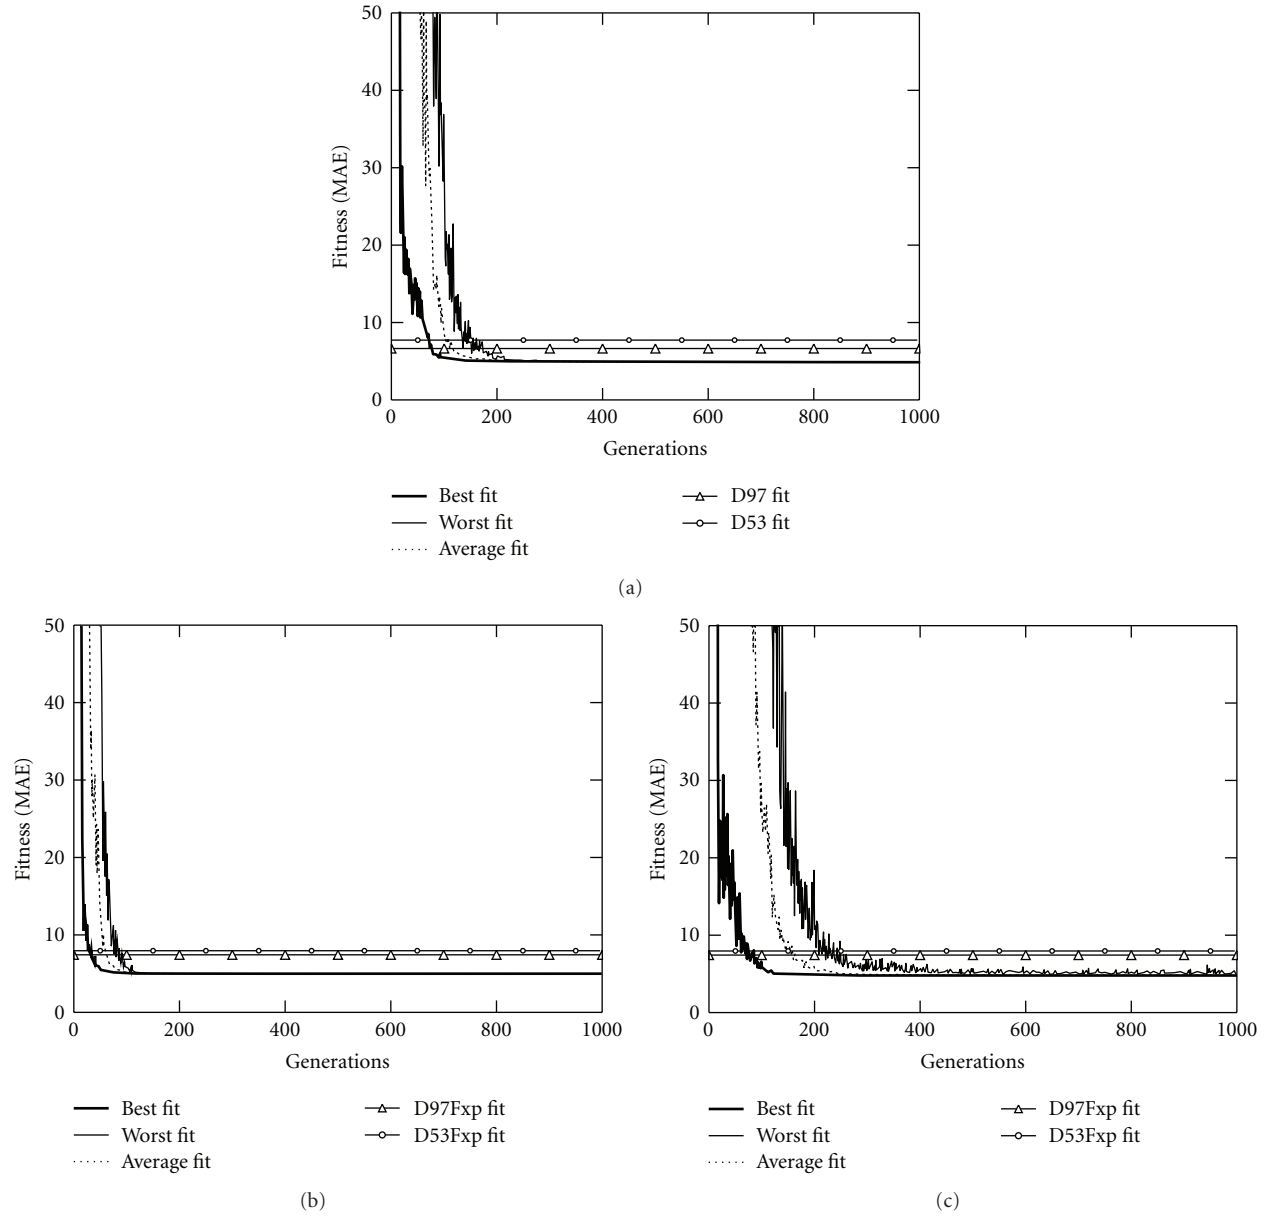 50
40
30
20
10
0
Fitness (MAE)
0 200 400 600 800 1000
Generations
Best fit
Worst fit
Average fit
D97 fit
D53 fit
(a)
50
40
30
20
10
0
Fitness (MAE)
0 200 400 600 800 1000
Generations
Best fit
Worst fit
Average fit
D97Fxp fit
D53Fxp fit
(b)
50
40
30
20
10
0
Fitness (MAE)
0 200 400 600 800 1000
Generations
Best fit
Worst fit
Average fit
D97Fxp fit
D53Fxp fit
(c)